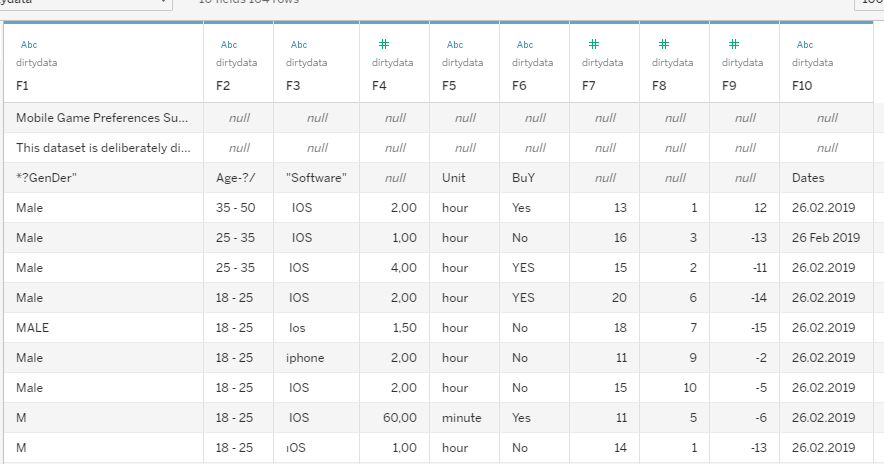 Abc Abc Abc # Abc Abc # # # Abc
dirtydata dirtydata dirtydata dirtydata dirtydata dirtydata dirtydata dirtydata dirtydata dirtydata
F1 F2 F3 F4 F5 F6 F7 F8 F9 F10
Mobile Game Preferences Su... null null null null null null null null null
This dataset is deliberately di... null null null null null null null null null
*?GenDer" Age-?/ "Software" null Unit BuY null null null Dates
Male 35 - 50 IOS 2,00 hour Yes 13 1 12 26.02.2019
Male 25 - 35 IOS 1,00 hour No 16 3 -13 26 Feb 2019
Male 25 - 35 IOS 4,00 hour YES 15 2 -11 26.02.2019
Male 18 - 25 IOS 2,00 hour YES 20 6 -14 26.02.2019
MALE 18 - 25 Ios 1,50 hour No 18 7 -15 26.02.2019
Male 18 - 25 iphone 2,00 hour No 11 9 -2 26.02.2019
Male 18 - 25 IOS 2,00 hour No 15 10 -5 26.02.2019
M 18 - 25 IOS 60,00 minute Yes 11 5 -6 26.02.2019
M 18 - 25 ıOS 1,00 hour No 14 1 -13 26.02.2019